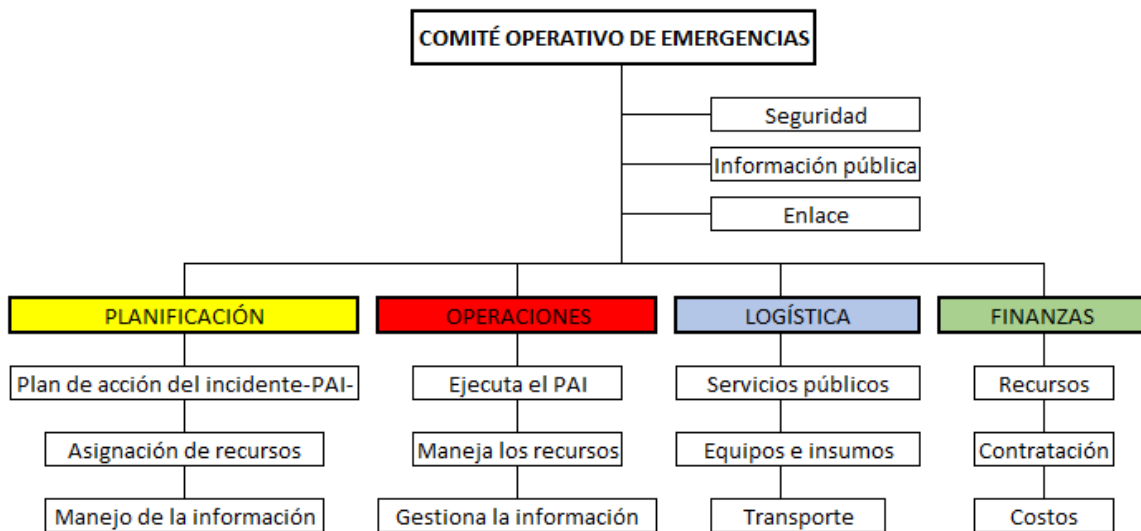 COMITÉ OPERATIVO DE EMERGENCIAS
Seguridad
Información pública
Enlace
PLANIFICACIÓN
OPERACIONES
LOGÍSTICA
FINANZAS
Plan de acción del incidente-PAI-
Ejecuta el PAI
Servicios públicos
Recursos
Asignación de recursos
Maneja los recursos
Equipos e insumos
Contratación
Manejo de la información
Gestiona la información
Transporte
Costos